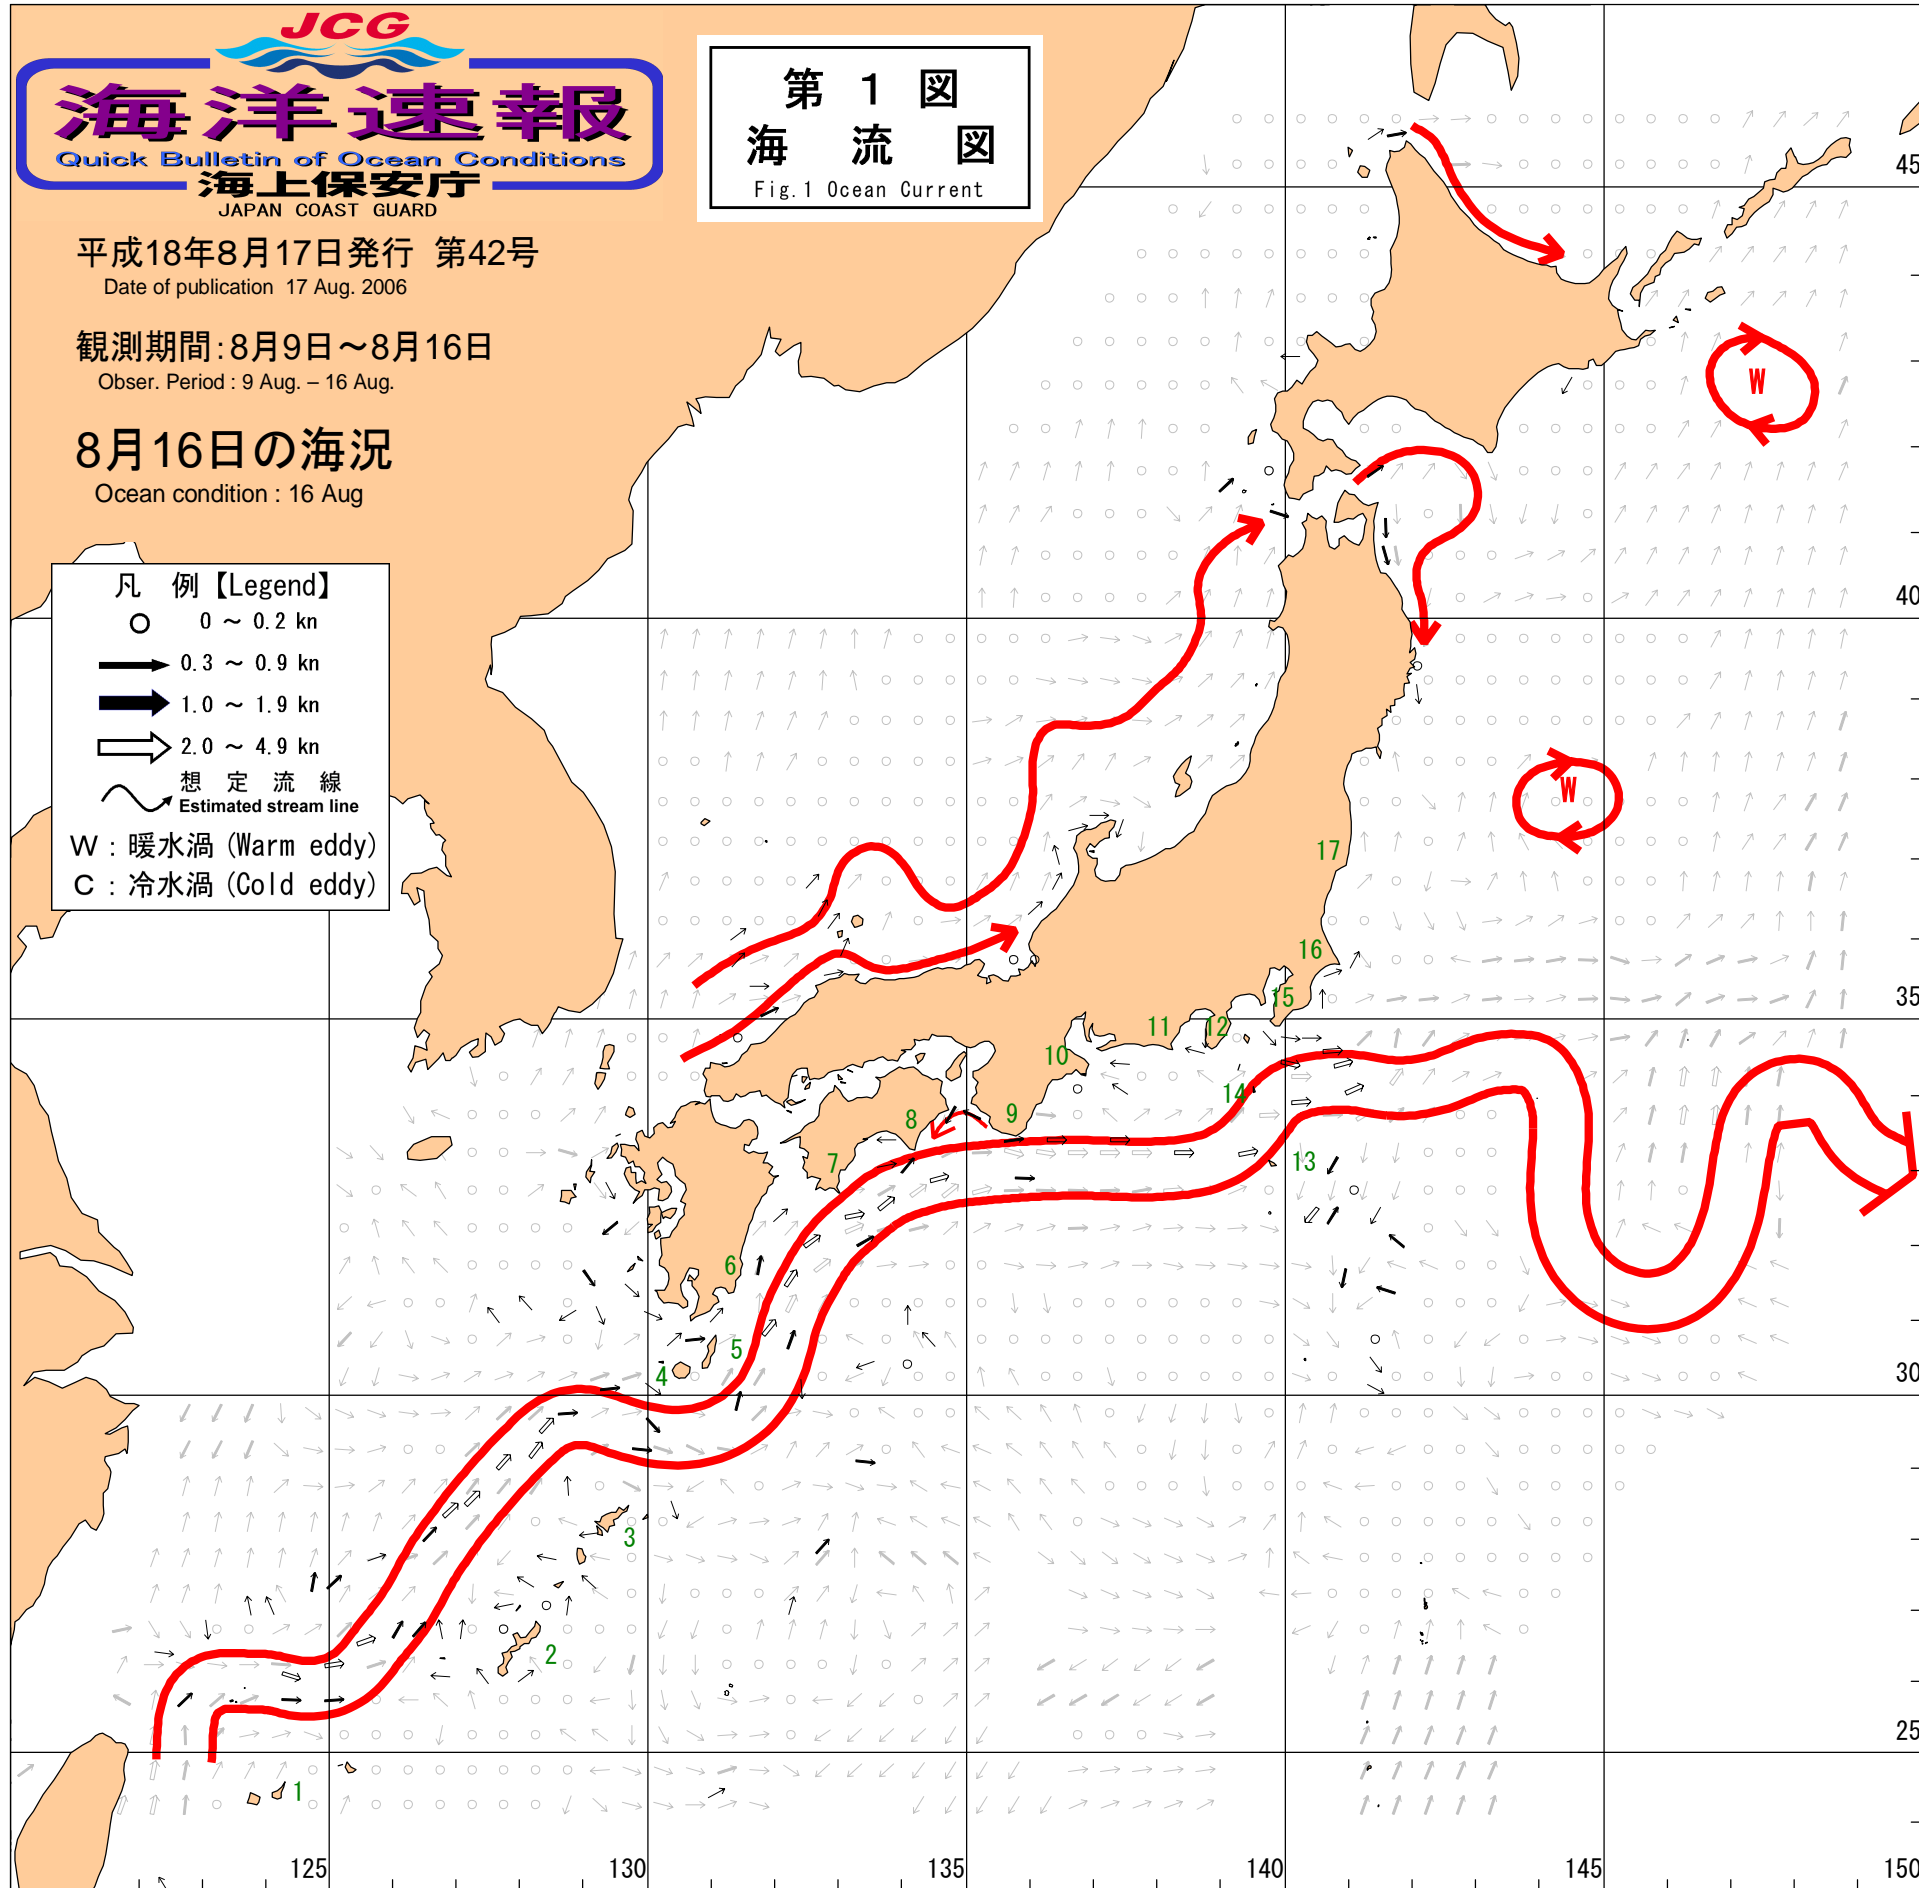 JCG
海洋速報
Quick Bulletin of Ocean Conditions
海上保安庁
JAPAN COAST GUARD
平成18年8月17日発行 第42号
Date of publication 17 Aug. 2006
観測期間:8月9日～8月16日
Obser. Period : 9 Aug. – 16 Aug.
8月16日の海況
Ocean condition : 16 Aug
第 1 図
海 流 図
Fig.1 Ocean Current
凡 例【Legend】
0 ～ 0.2 kn
0.3 ～ 0.9 kn
1.0 ～ 1.9 kn
2.0 ～ 4.9 kn
想 定 流 線
Estimated stream line
W : 暖水渦 (Warm eddy)
C : 冷水渦 (Cold eddy)
45
W
40
W
17
16
15
35
12
11
10
14
9
8
13
7
6
5
4
30
3
2
25
1
125
130
135
140
145
150